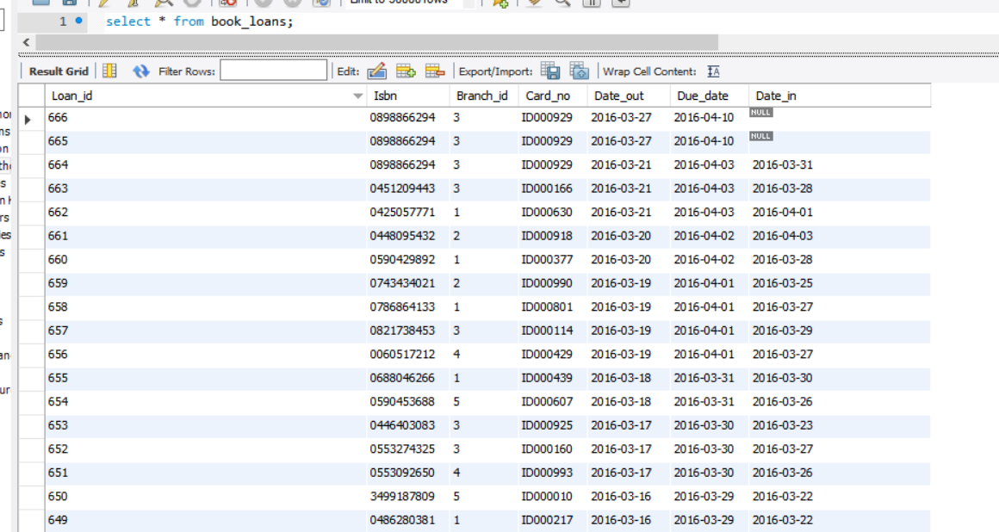 1 select * from book_loans;
Result Grid Filter Rows: Edit: Export/Import: Wrap Cell Content:
Loan_id Isbn Branch_id Card_no Date_out Due_date Date_in
666 0898866294 3 ID000929 2016-03-27 2016-04-10 NULL
665 0898866294 3 ID000929 2016-03-27 2016-04-10 NULL
664 0898866294 3 ID000929 2016-03-21 2016-04-03 2016-03-31
663 0451209443 3 ID000166 2016-03-21 2016-04-03 2016-03-28
662 0425057771 1 ID000630 2016-03-21 2016-04-03 2016-04-01
661 0448095432 2 ID000918 2016-03-20 2016-04-02 2016-04-03
660 0590429892 1 ID000377 2016-03-20 2016-04-02 2016-03-28
659 0743434021 2 ID000990 2016-03-19 2016-04-01 2016-03-25
658 0786864133 1 ID000801 2016-03-19 2016-04-01 2016-03-27
657 0821738453 3 ID000114 2016-03-19 2016-04-01 2016-03-29
656 0060517212 4 ID000429 2016-03-19 2016-04-01 2016-03-27
655 0688046266 1 ID000439 2016-03-18 2016-03-31 2016-03-30
654 0590453688 5 ID000607 2016-03-18 2016-03-31 2016-03-26
653 0446403083 3 ID000925 2016-03-17 2016-03-30 2016-03-23
652 0553274325 3 ID000160 2016-03-17 2016-03-30 2016-03-27
651 0553092650 4 ID000993 2016-03-17 2016-03-30 2016-03-26
650 3499187809 5 ID000010 2016-03-16 2016-03-29 2016-03-22
649 0486280381 1 ID000217 2016-03-16 2016-03-29 2016-03-22